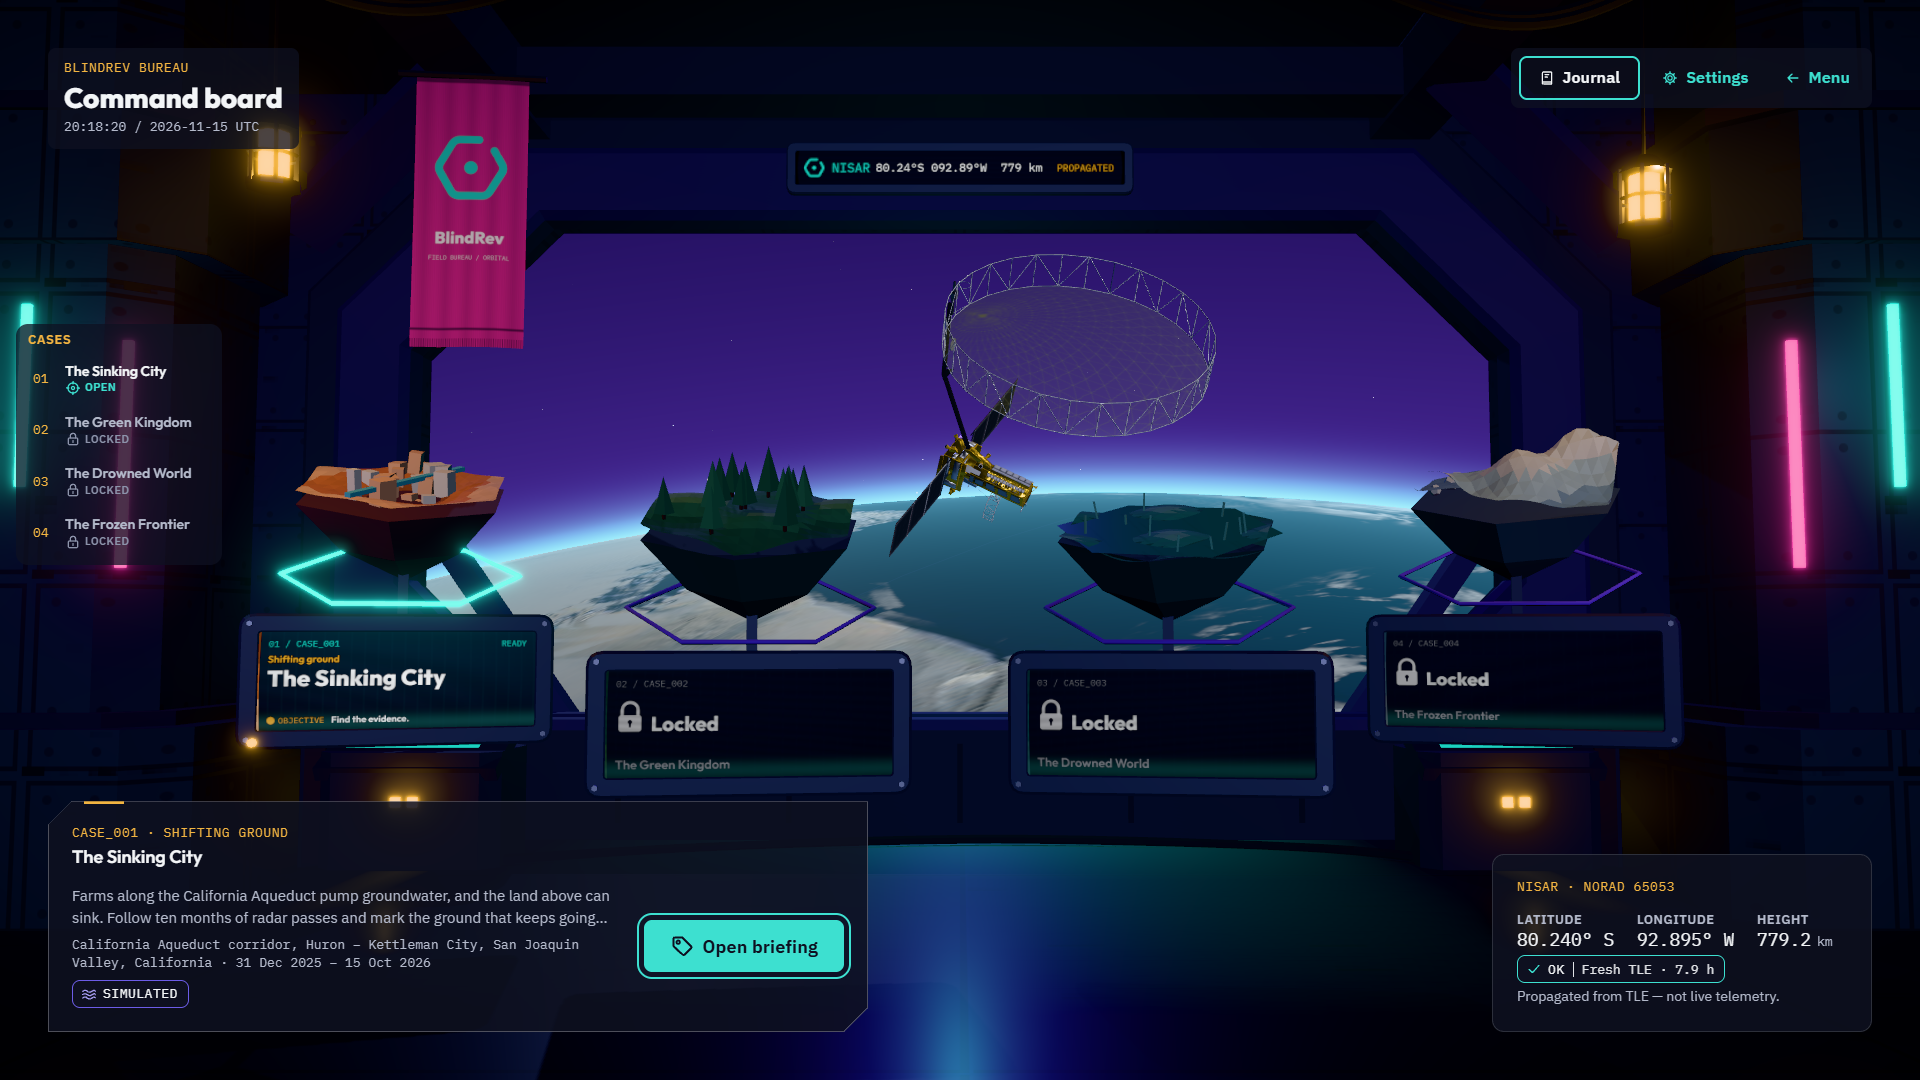 BLINDREV BUREAU
Command board
20:18:20 / 2026-11-15 UTC
Journal
Settings
Menu
BlindRev
FIELD BUREAU / ORBITAL
NISAR 80.24°S 092.89°W 779 km PROPAGATED
CASES
01 The Sinking City
OPEN
02 The Green Kingdom
LOCKED
03 The Drowned World
LOCKED
04 The Frozen Frontier
LOCKED
01 / CASE_001 READY
Shifting ground
The Sinking City
OBJECTIVE Find the evidence.
02 / CASE_002
Locked
The Green Kingdom
03 / CASE_003
Locked
The Drowned World
04 / CASE_004
Locked
The Frozen Frontier
CASE_001 · SHIFTING GROUND
The Sinking City
Farms along the California Aqueduct pump groundwater, and the land above can
sink. Follow ten months of radar passes and mark the ground that keeps going...
California Aqueduct corridor, Huron – Kettleman City, San Joaquin
Valley, California · 31 Dec 2025 – 15 Oct 2026
SIMULATED
Open briefing
NISAR · NORAD 65053
LATITUDE LONGITUDE HEIGHT
80.240° S 92.895° W 779.2 km
OK | Fresh TLE · 7.9 h
Propagated from TLE — not live telemetry.